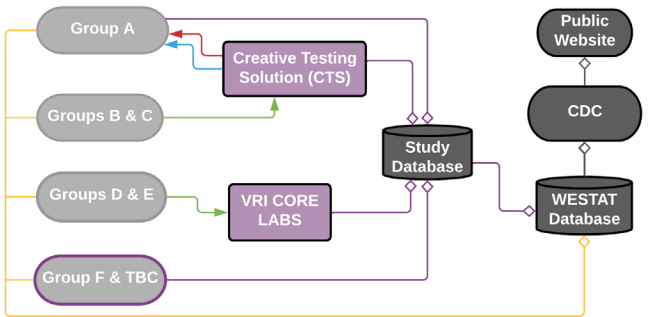 Group A
Creative Testing
Solution (CTS)
Public
Website
Groups B & C
CDC
Study
Database
Groups D & E
VRI CORE
LABS
WESTAT
Database
Group F & TBC